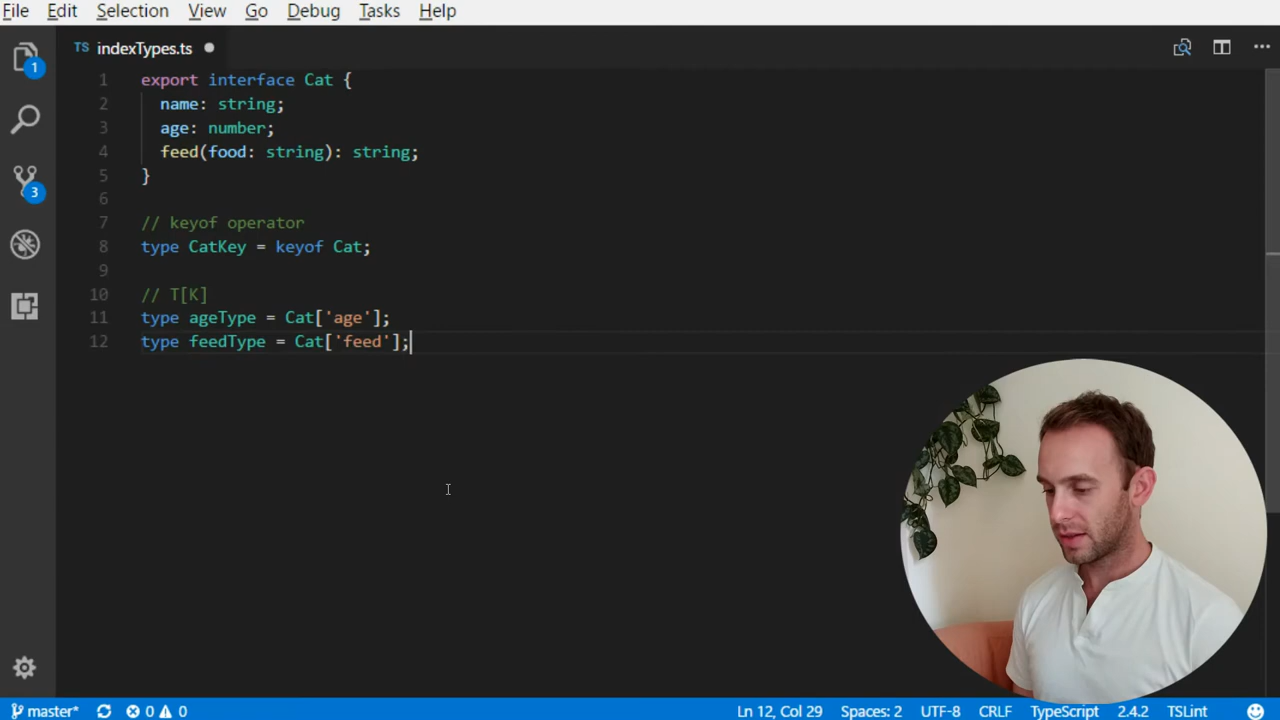 File Edit Selection View Go Debug Tasks Help
TS indexTypes.ts
1 export interface Cat {
2 name: string;
3 age: number;
4 feed(food: string): string;
5 }
6
7 // keyof operator
8 type CatKey = keyof Cat;
9
10 // T[K]
11 type ageType = Cat['age'];
12 type feedType = Cat['feed'];
1
3
master* 0 0 Ln 12, Col 29 Spaces: 2 UTF-8 CRLF TypeScript 2.4.2 TSLint